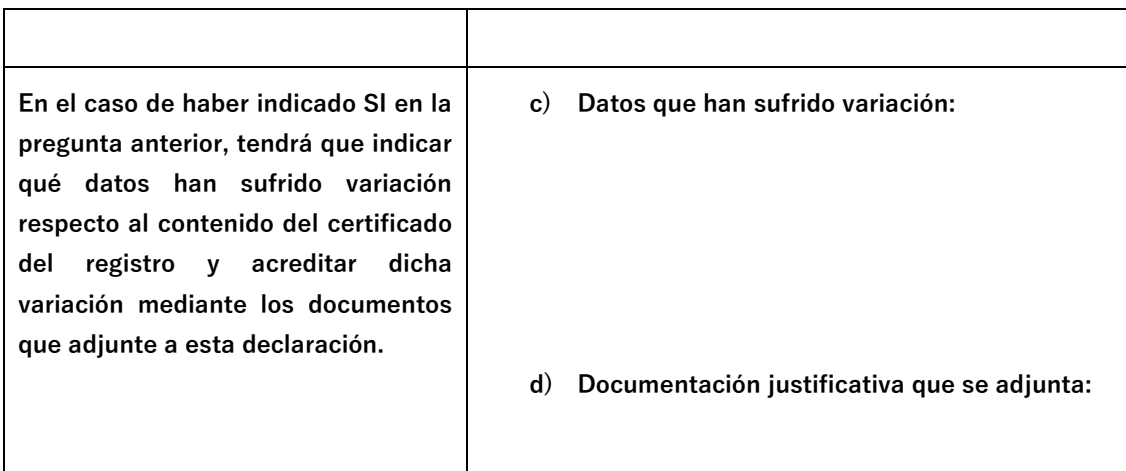 En el caso de haber indicado SI en la
pregunta anterior, tendrá que indicar
qué datos han sufrido variación
respecto al contenido del certificado
del registro y acreditar dicha
variación mediante los documentos
que adjunte a esta declaración.
c) Datos que han sufrido variación:
d) Documentación justificativa que se adjunta: